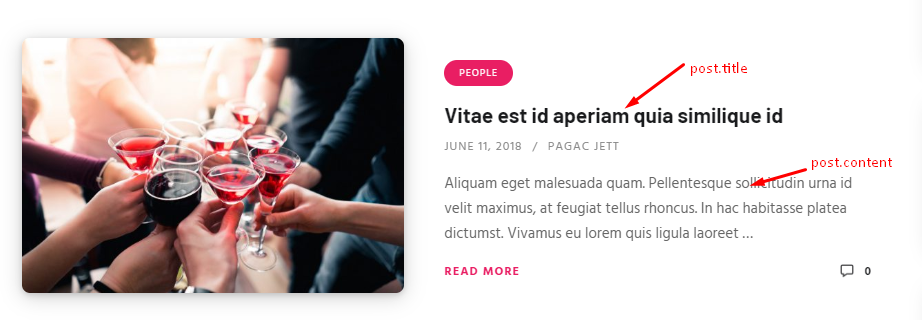 PEOPLE
post.title
Vitae est id aperiam quia similique id
JUNE 11, 2018 / PAGAC JETT
post.content
Aliquam eget malesuada quam. Pellentesque sollicitudin urna id
velit maximus, at feugiat tellus rhoncus. In hac habitasse platea
dictumst. Vivamus eu lorem quis ligula laoreet ...
READ MORE
0